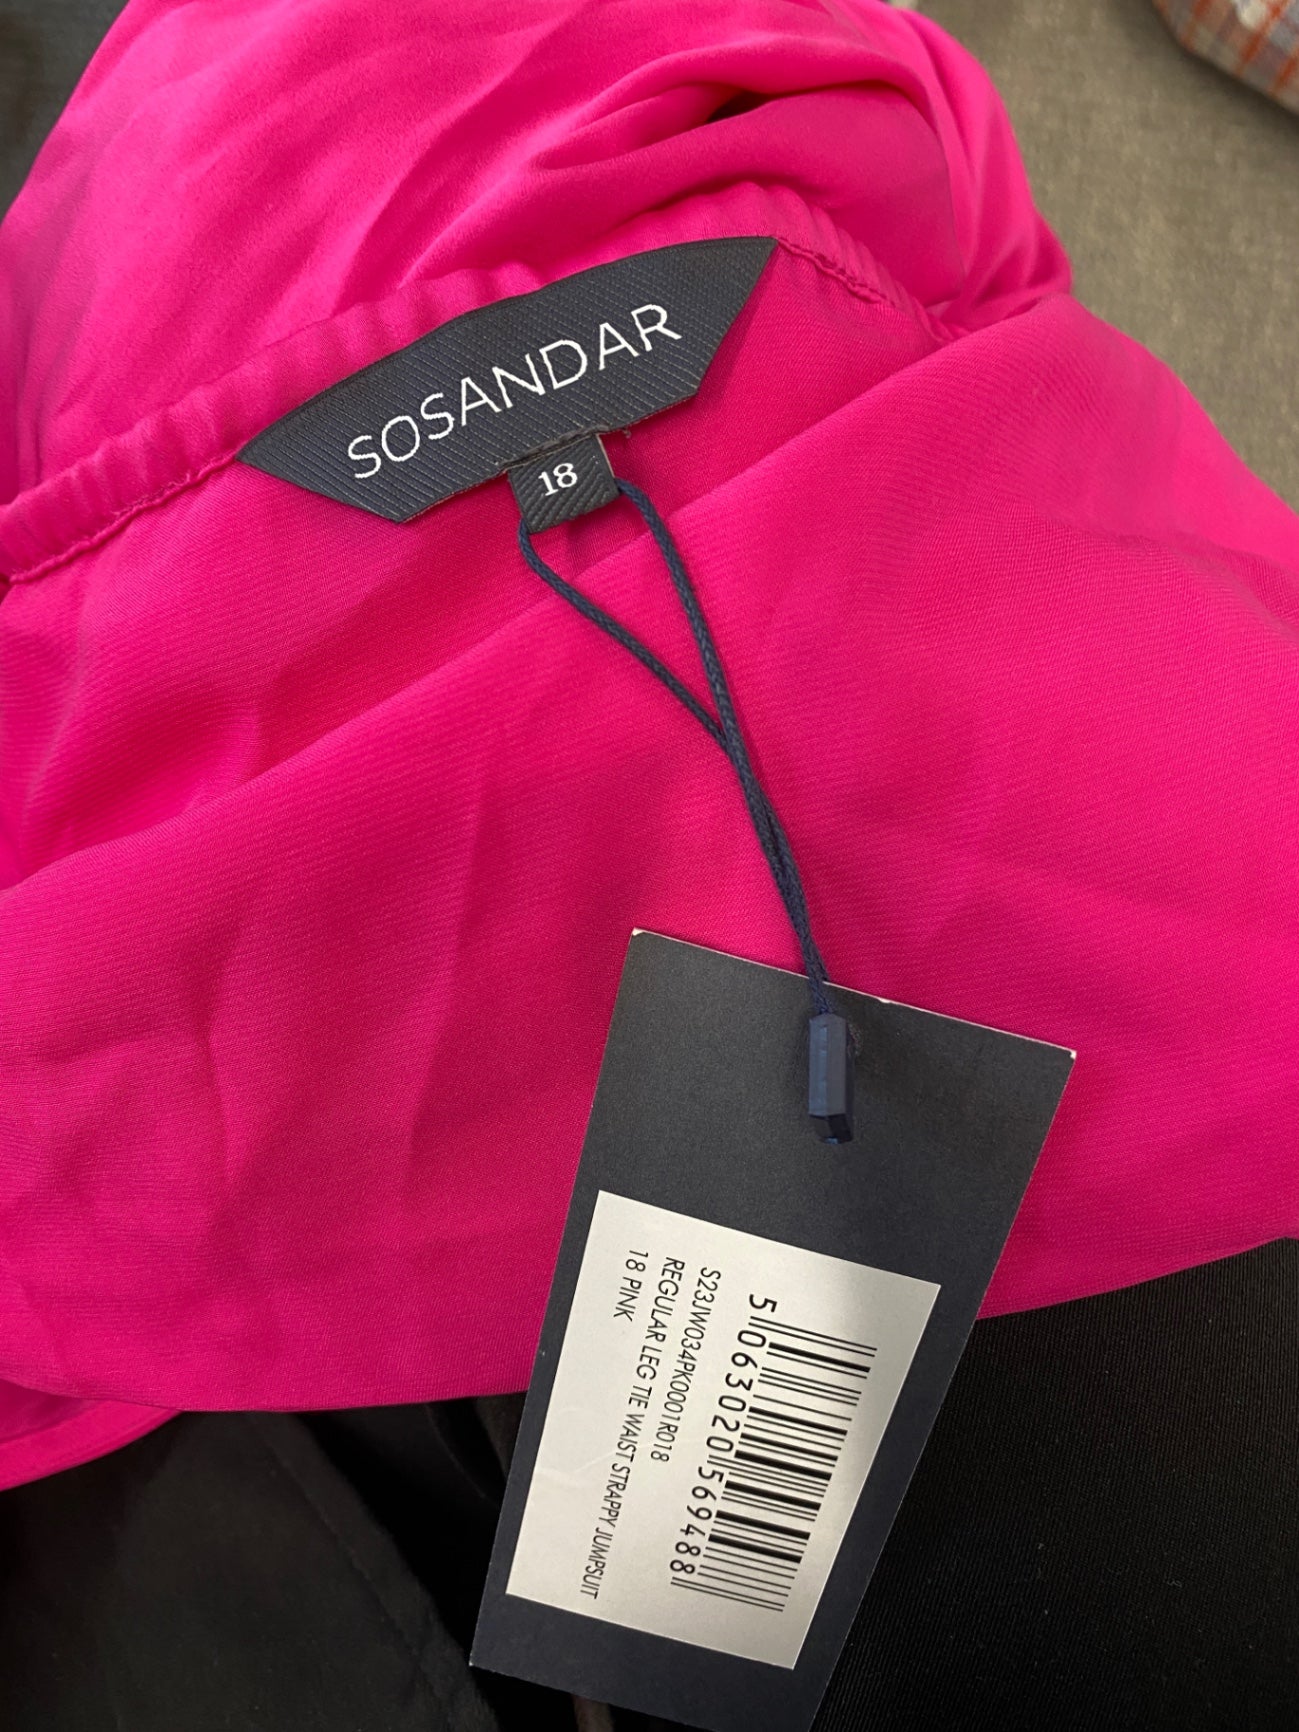 SOSANDAR
18
5 063020 569488
S23JW034PK0001R018
REGULAR LEG TIE WAIST STRAPPY JUMPSUIT
18 PINK